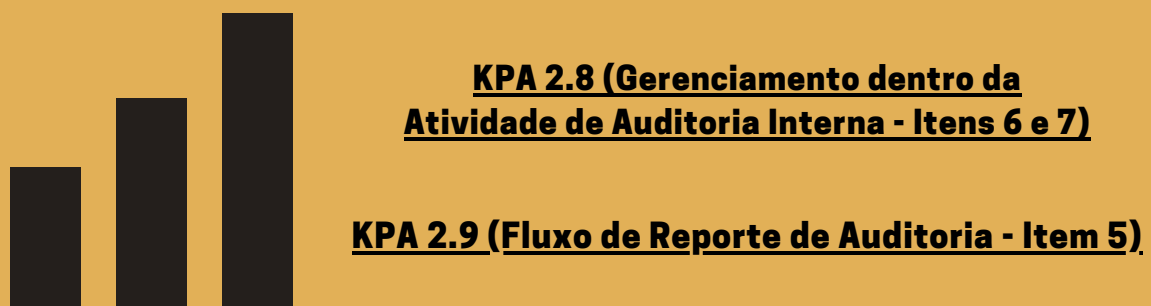 KPA 2.8 (Gerenciamento dentro da
Atividade de Auditoria Interna - Itens 6 e 7)
KPA 2.9 (Fluxo de Reporte de Auditoria - Item 5)